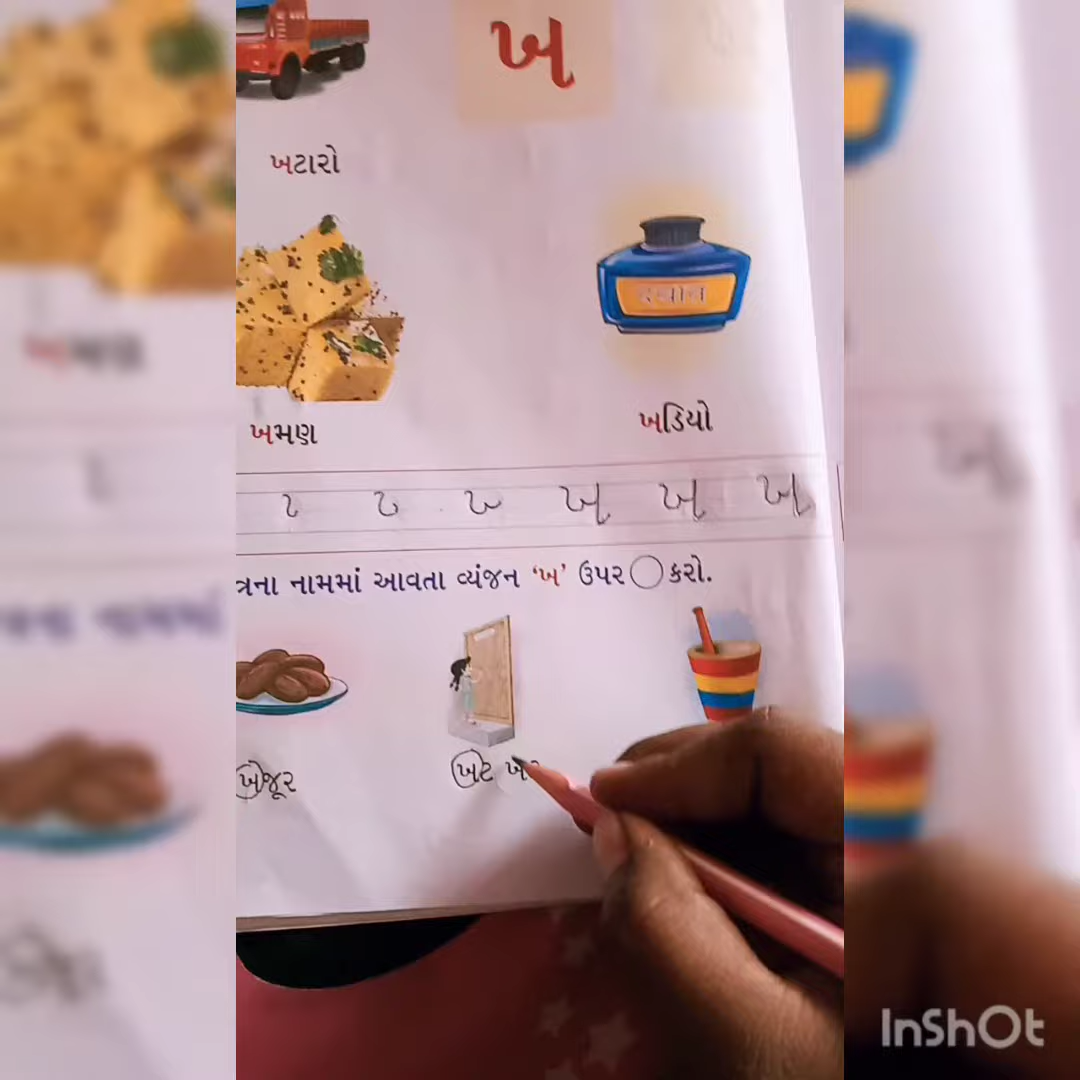 ખ
ખટારો
ખમણ ખડિયો
ખ ખ ખ
ત્રના નામમાં આવતા વ્યંજન ‘ખ’ ઉપર કરો.
ખજૂર ખટ
InShOt